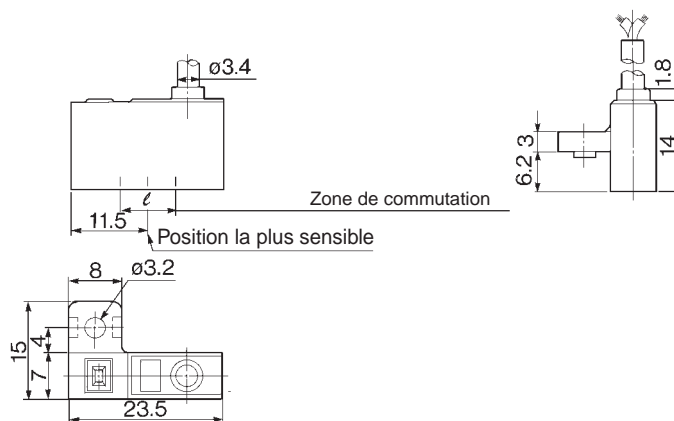 ø3.4
1.8
3
6.2
14
ℓ
Zone de commutation
11.5
Position la plus sensible
8
ø3.2
15
4
7
23.5